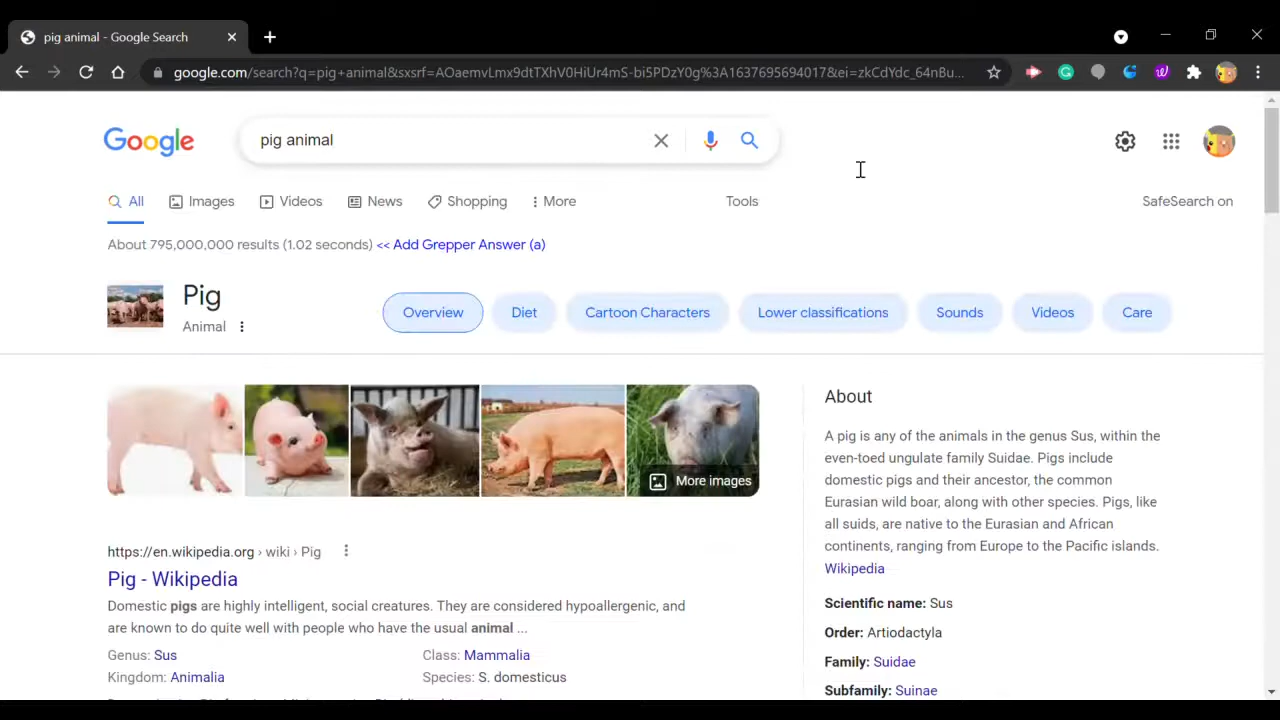 pig animal - Google Search
google.com/search?q=pig+animal&sxsrf=AOaemvLmx9dtTXhV0HiUr4mS-bi5PDzY0g%3A1637695694017&ei=zkCdYdc_64nBu...
Google
pig animal
All Images Videos News Shopping More Tools SafeSearch on
About 795,000,000 results (1.02 seconds) << Add Grepper Answer (a)
Pig
Animal
Overview Diet Cartoon Characters Lower classifications Sounds Videos Care
More images
https://en.wikipedia.org › wiki › Pig
Pig - Wikipedia
Domestic pigs are highly intelligent, social creatures. They are considered hypoallergenic, and
are known to do quite well with people who have the usual animal ...
Genus: Sus Class: Mammalia
Kingdom: Animalia Species: S. domesticus
About
A pig is any of the animals in the genus Sus, within the
even-toed ungulate family Suidae. Pigs include
domestic pigs and their ancestor, the common
Eurasian wild boar, along with other species. Pigs, like
all suids, are native to the Eurasian and African
continents, ranging from Europe to the Pacific islands.
Wikipedia
Scientific name: Sus
Order: Artiodactyla
Family: Suidae
Subfamily: Suinae